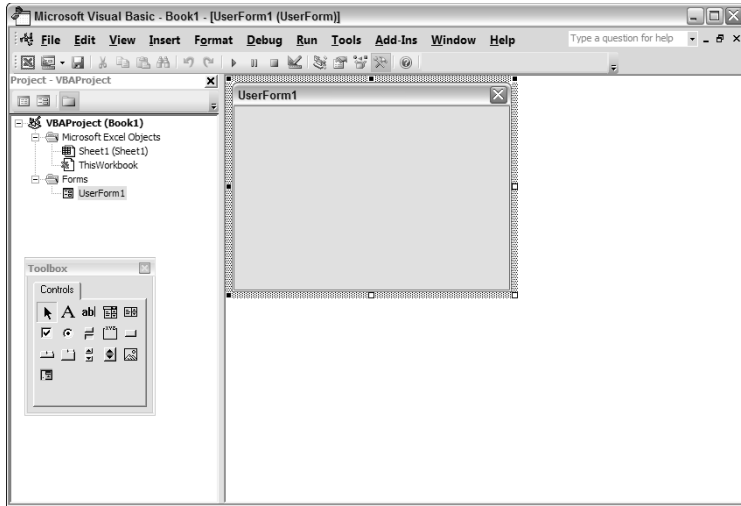 Microsoft Visual Basic - Book1 - [UserForm1 (UserForm)]
File Edit View Insert Format Debug Run Tools Add-Ins Window Help Type a question for help
Project - VBAProject
VBAProject (Book1)
Microsoft Excel Objects
Sheet1 (Sheet1)
ThisWorkbook
Forms
UserForm1
UserForm1
Toolbox
Controls
A ab|